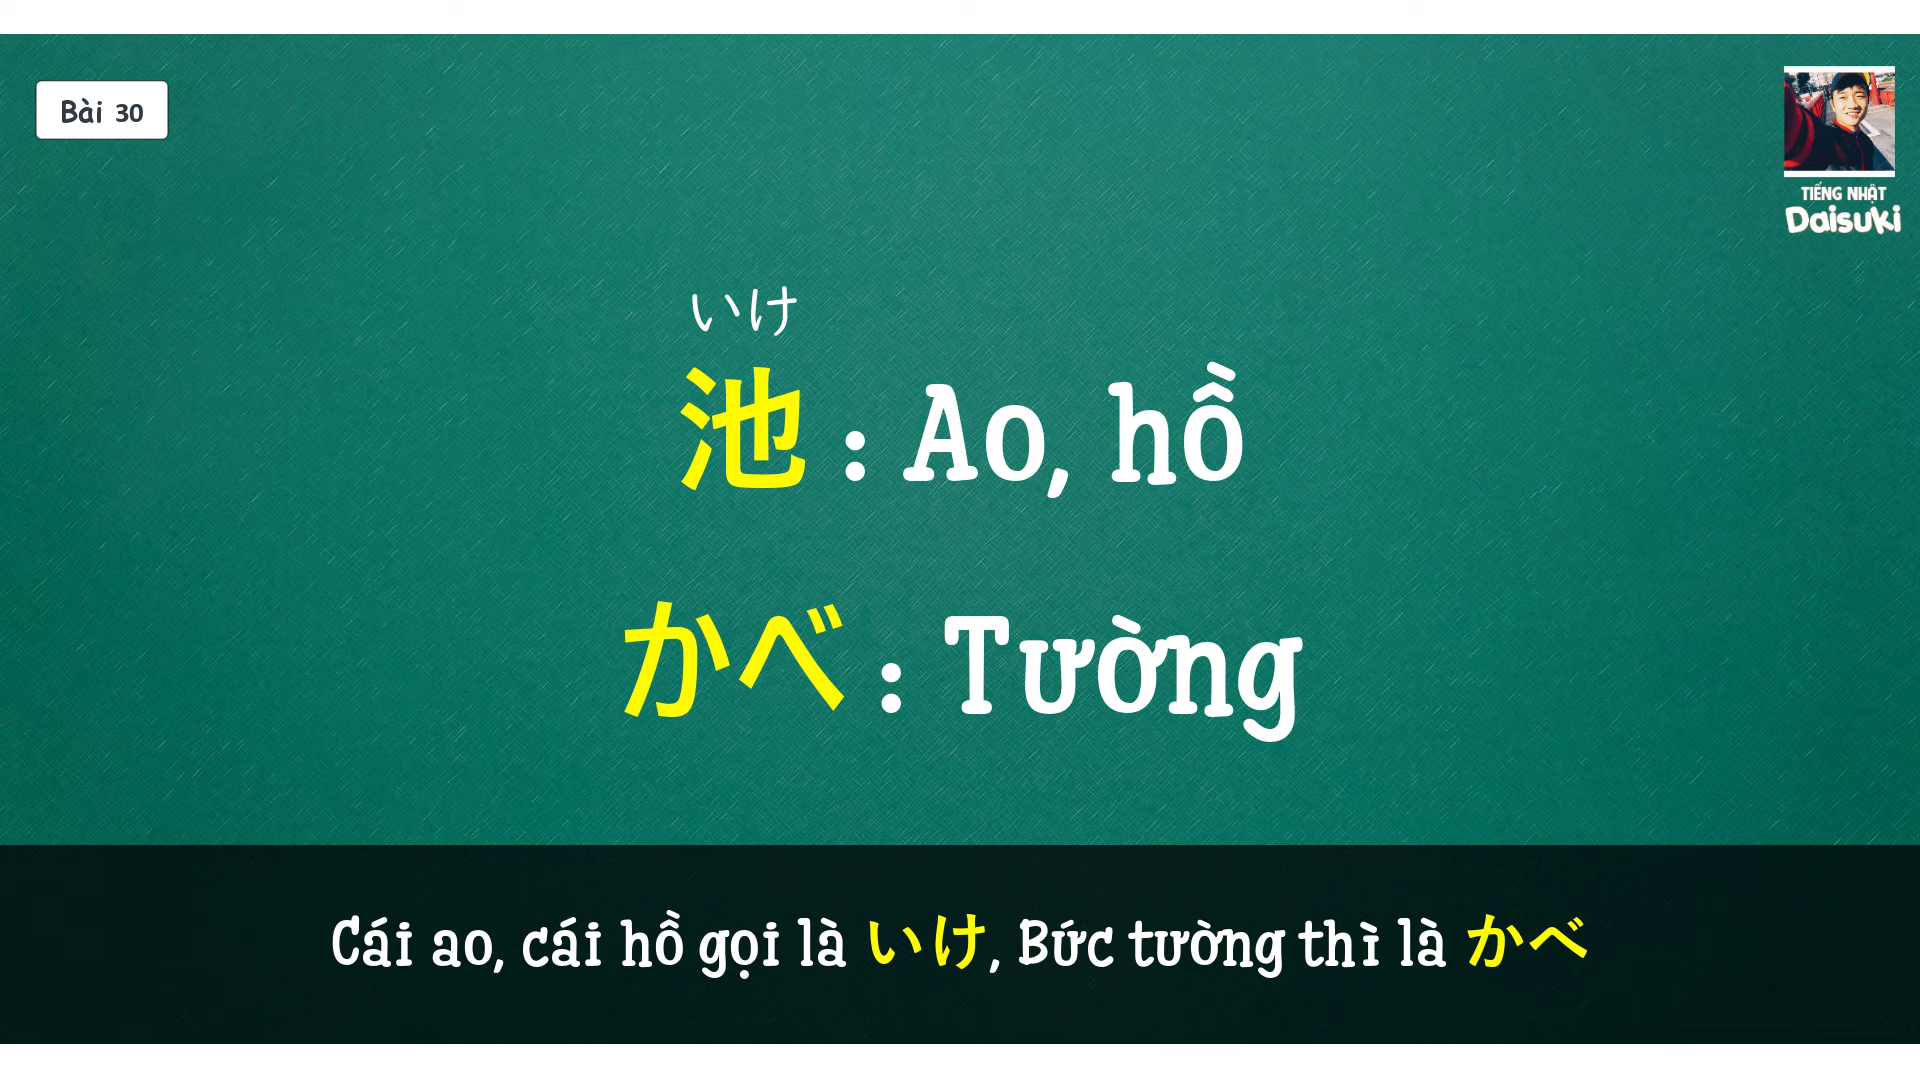 Bài 30
TIẾNG NHẬT
Daisuki
いけ
池 : Ao, hồ
かべ : Tường
Cái ao, cái hồ gọi là いけ, Bức tường thì là かべ